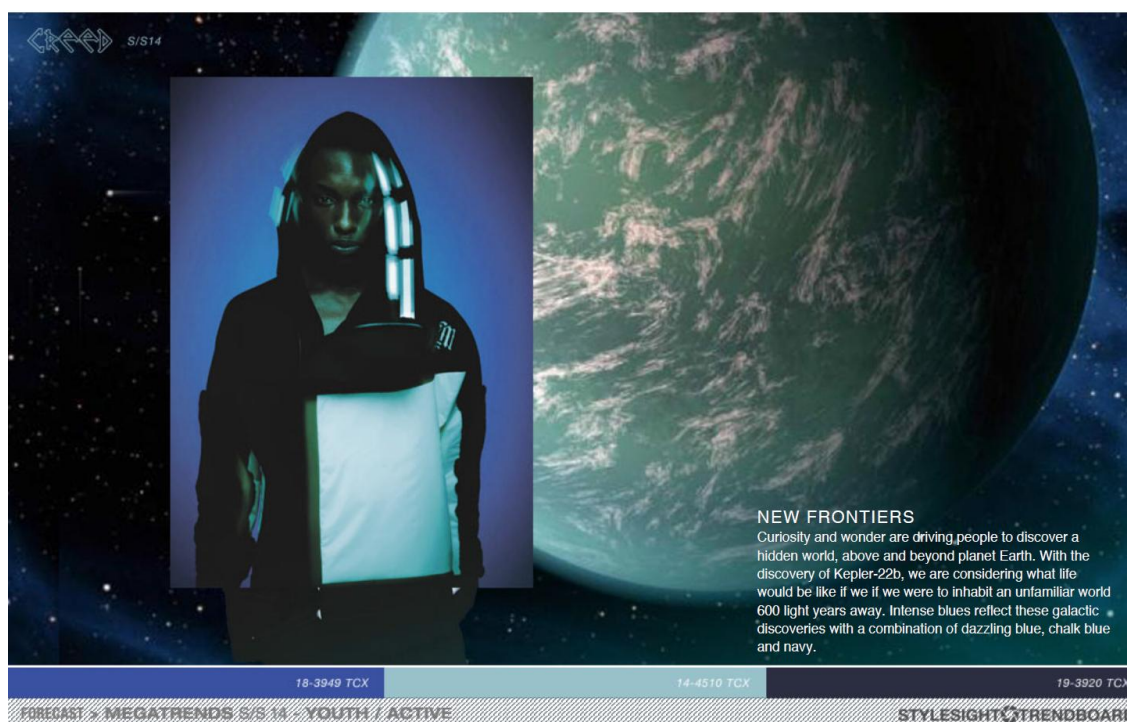 CREED S/S14
NEW FRONTIERS
Curiosity and wonder are driving people to discover a
hidden world, above and beyond planet Earth. With the
discovery of Kepler-22b, we are considering what life
would be like if we if we were to inhabit an unfamiliar world
600 light years away. Intense blues reflect these galactic
discoveries with a combination of dazzling blue, chalk blue
and navy.
18-3949 TCX 14-4510 TCX 19-3920 TCX
FORECAST > MEGATRENDS S/S 14 - YOUTH / ACTIVE STYLESIGHT TRENDBOARD